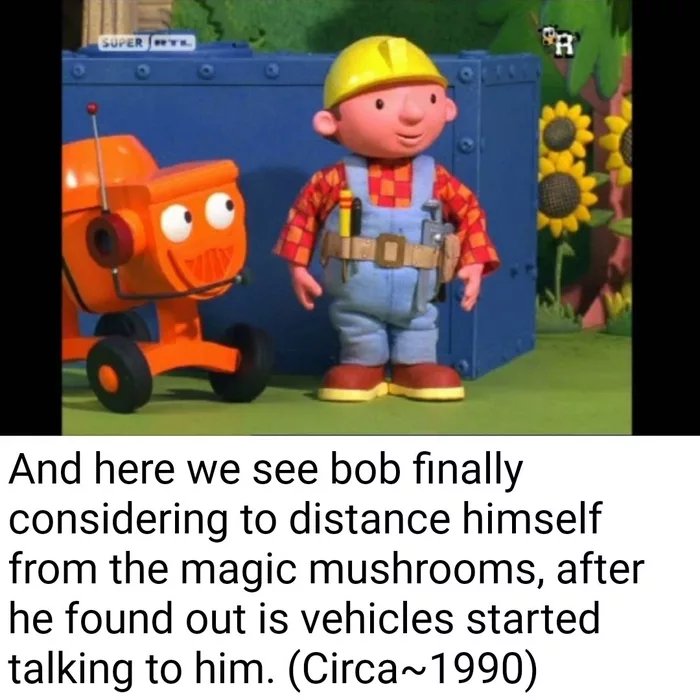 SUPER RTL
R
And here we see bob finally
considering to distance himself
from the magic mushrooms, after
he found out is vehicles started
talking to him. (Circa~1990)